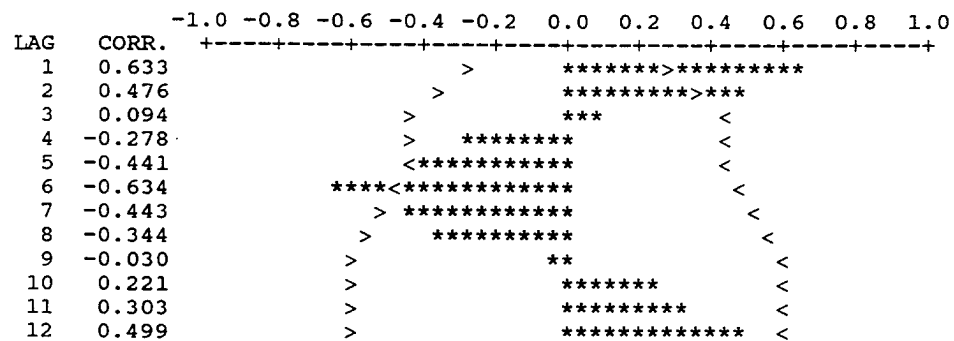 -1.0 -0.8 -0.6 -0.4 -0.2 0.0 0.2 0.4 0.6 0.8 1.0
LAG CORR. +----+----+----+----+----+----+----+----+----+----+
1 0.633 > *******>*********
2 0.476 > *********>***
3 0.094 > *** <
4 -0.278 > ******** <
5 -0.441 <************ <
6 -0.634 ****<************ <
7 -0.443 > ************ <
8 -0.344 > ********** <
9 -0.030 > ** <
10 0.221 > ******* <
11 0.303 > ********* <
12 0.499 > ************* <